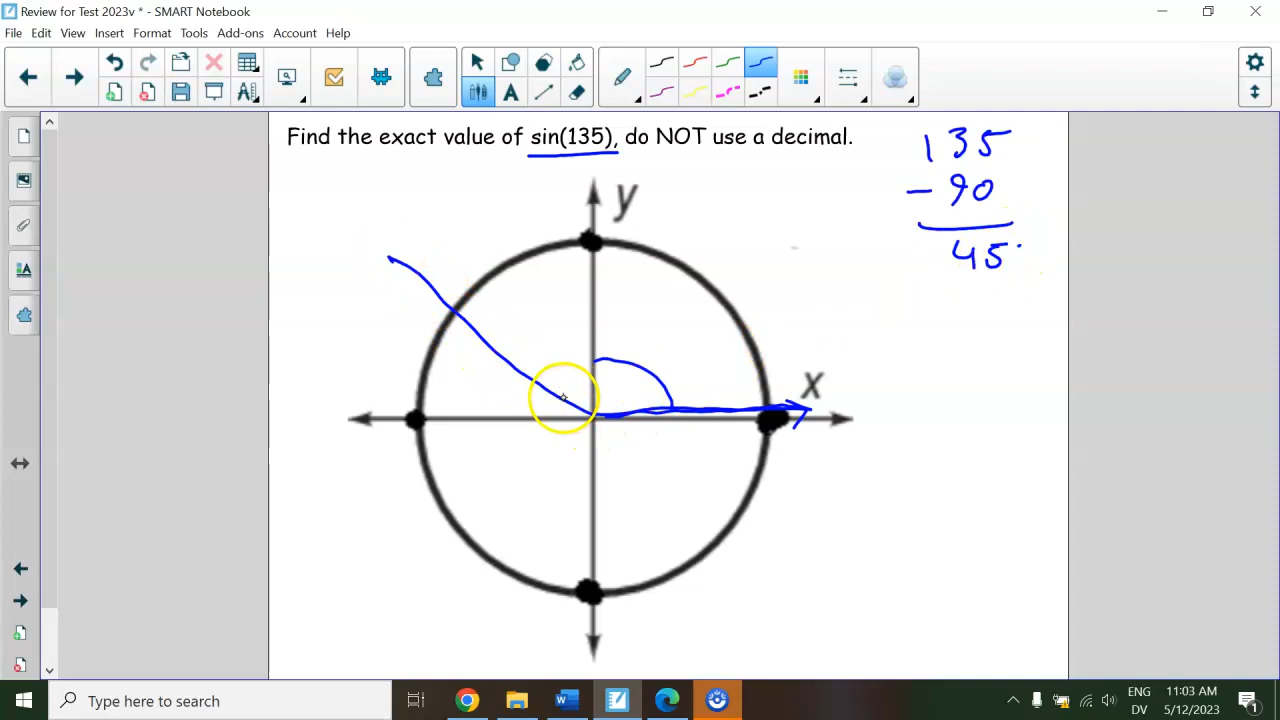 Review for Test 2023v * - SMART Notebook
File Edit View Insert Format Tools Add-ons Account Help
Find the exact value of sin(135), do NOT use a decimal.
135
- 90
45
y
x
Type here to search
ENG
DV
11:03 AM
5/12/2023
1